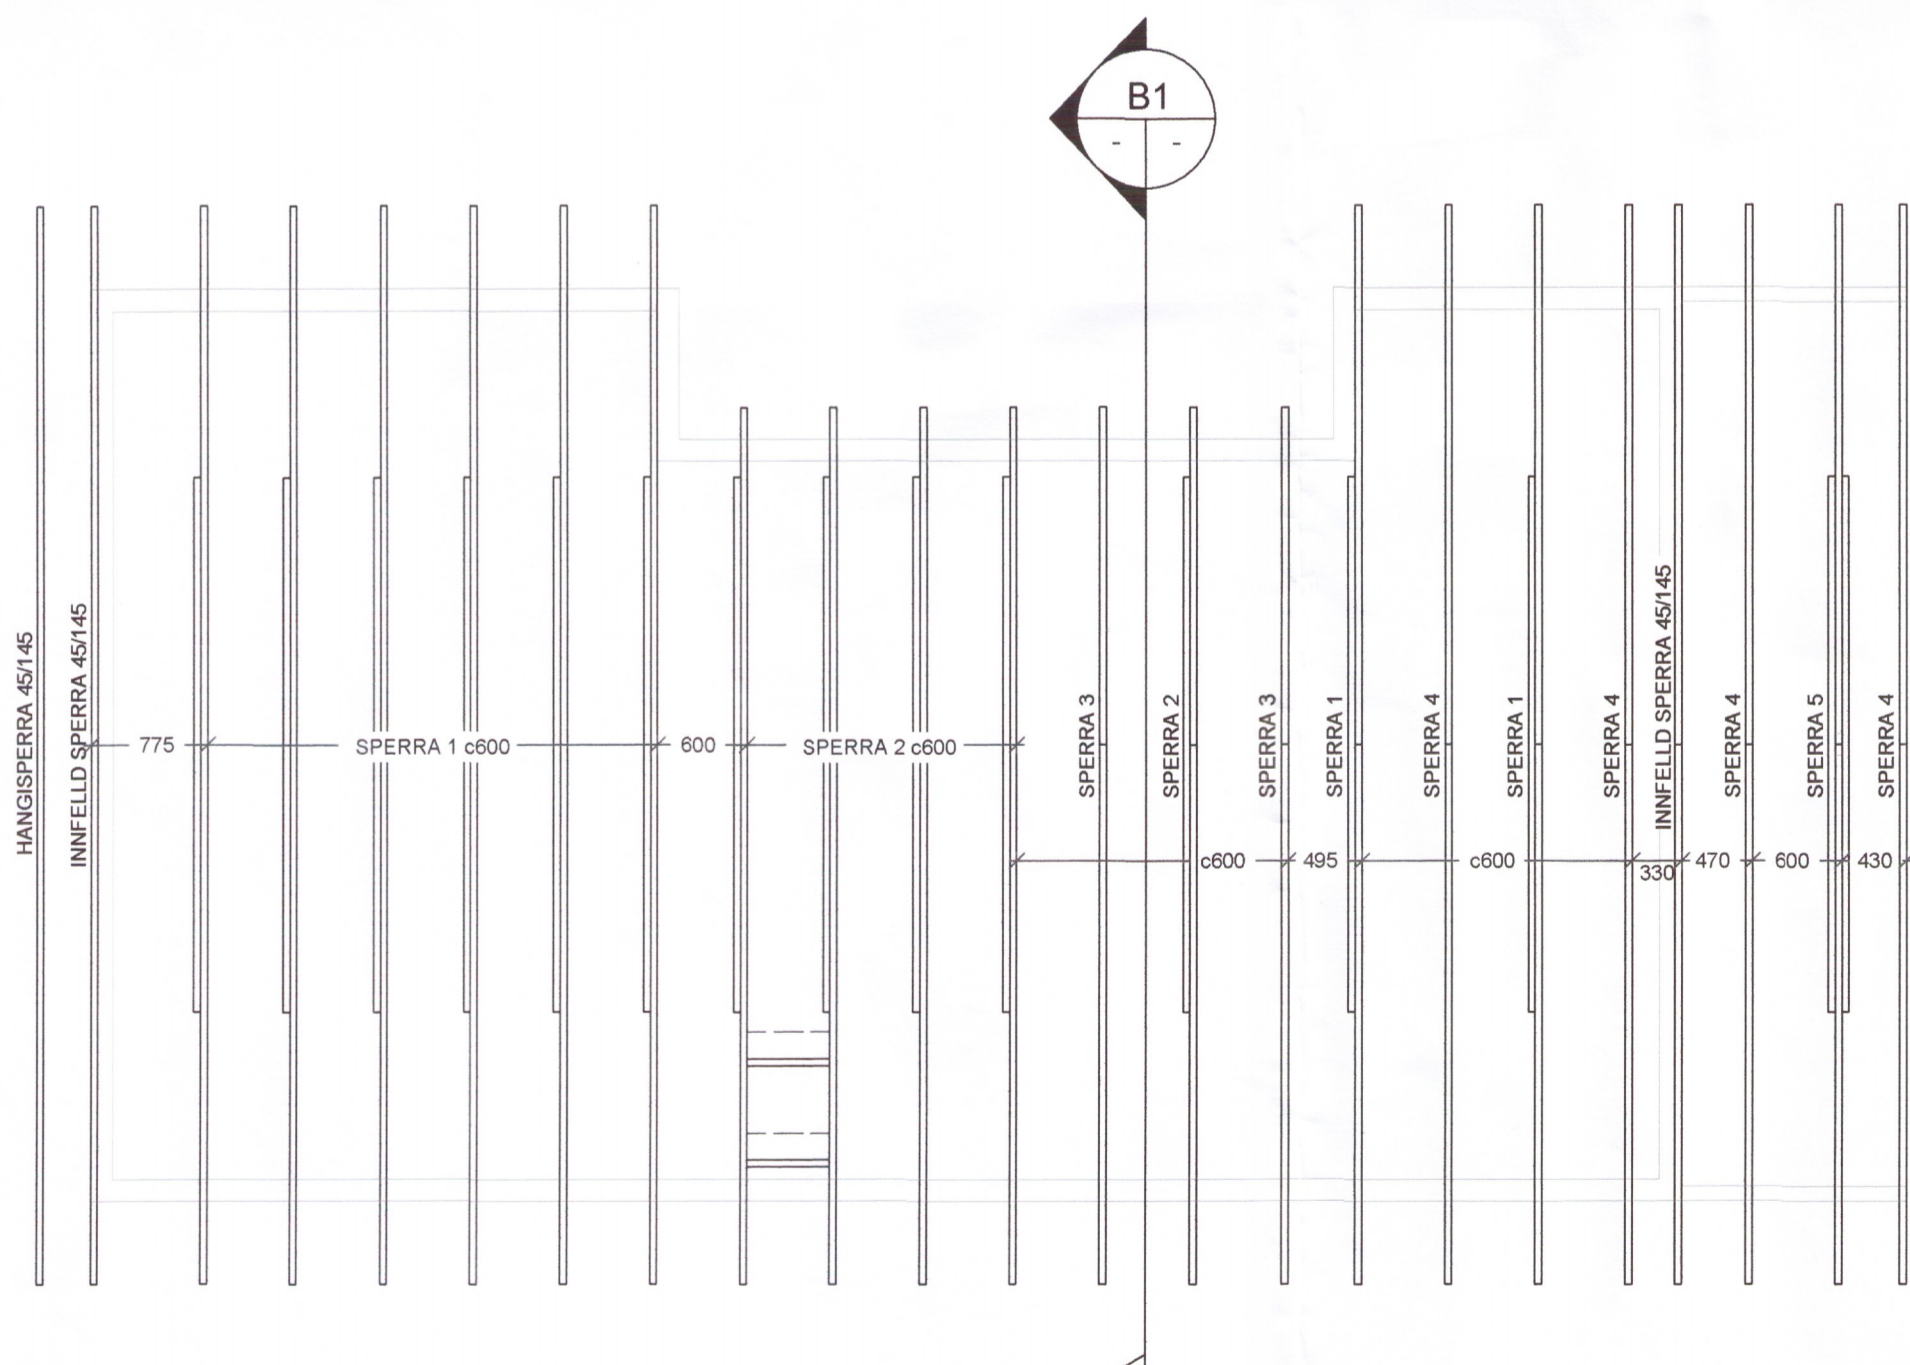 B1
- -
HANGISPERRA 45/145
INNFELLD SPERRA 45/145
775
SPERRA 1 c600
600
SPERRA 2 c600
SPERRA 3
SPERRA 2
SPERRA 3
SPERRA 1
SPERRA 4
SPERRA 1
SPERRA 4
INNFELLD SPERRA 45/145
SPERRA 4
SPERRA 5
SPERRA 4
c600
495
c600
330
470
600
430